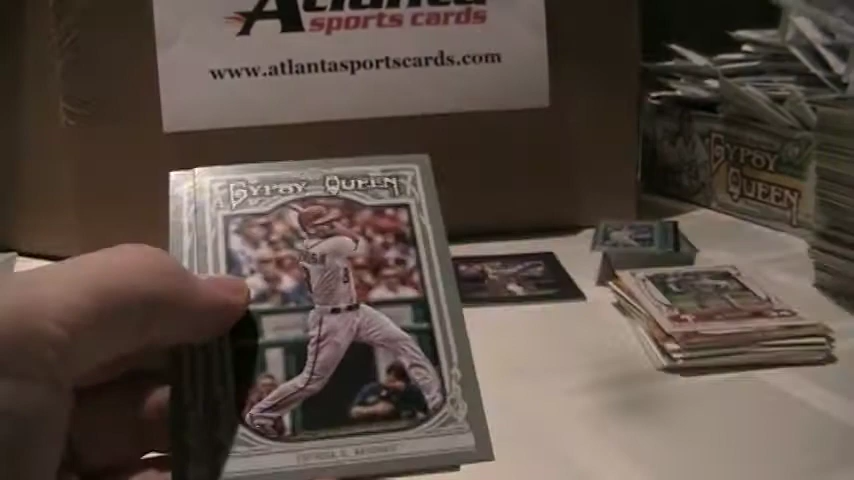 Atlanta
sports cards
www.atlantasportscards.com
GYPSY QUEEN
GYPSY
QUEEN